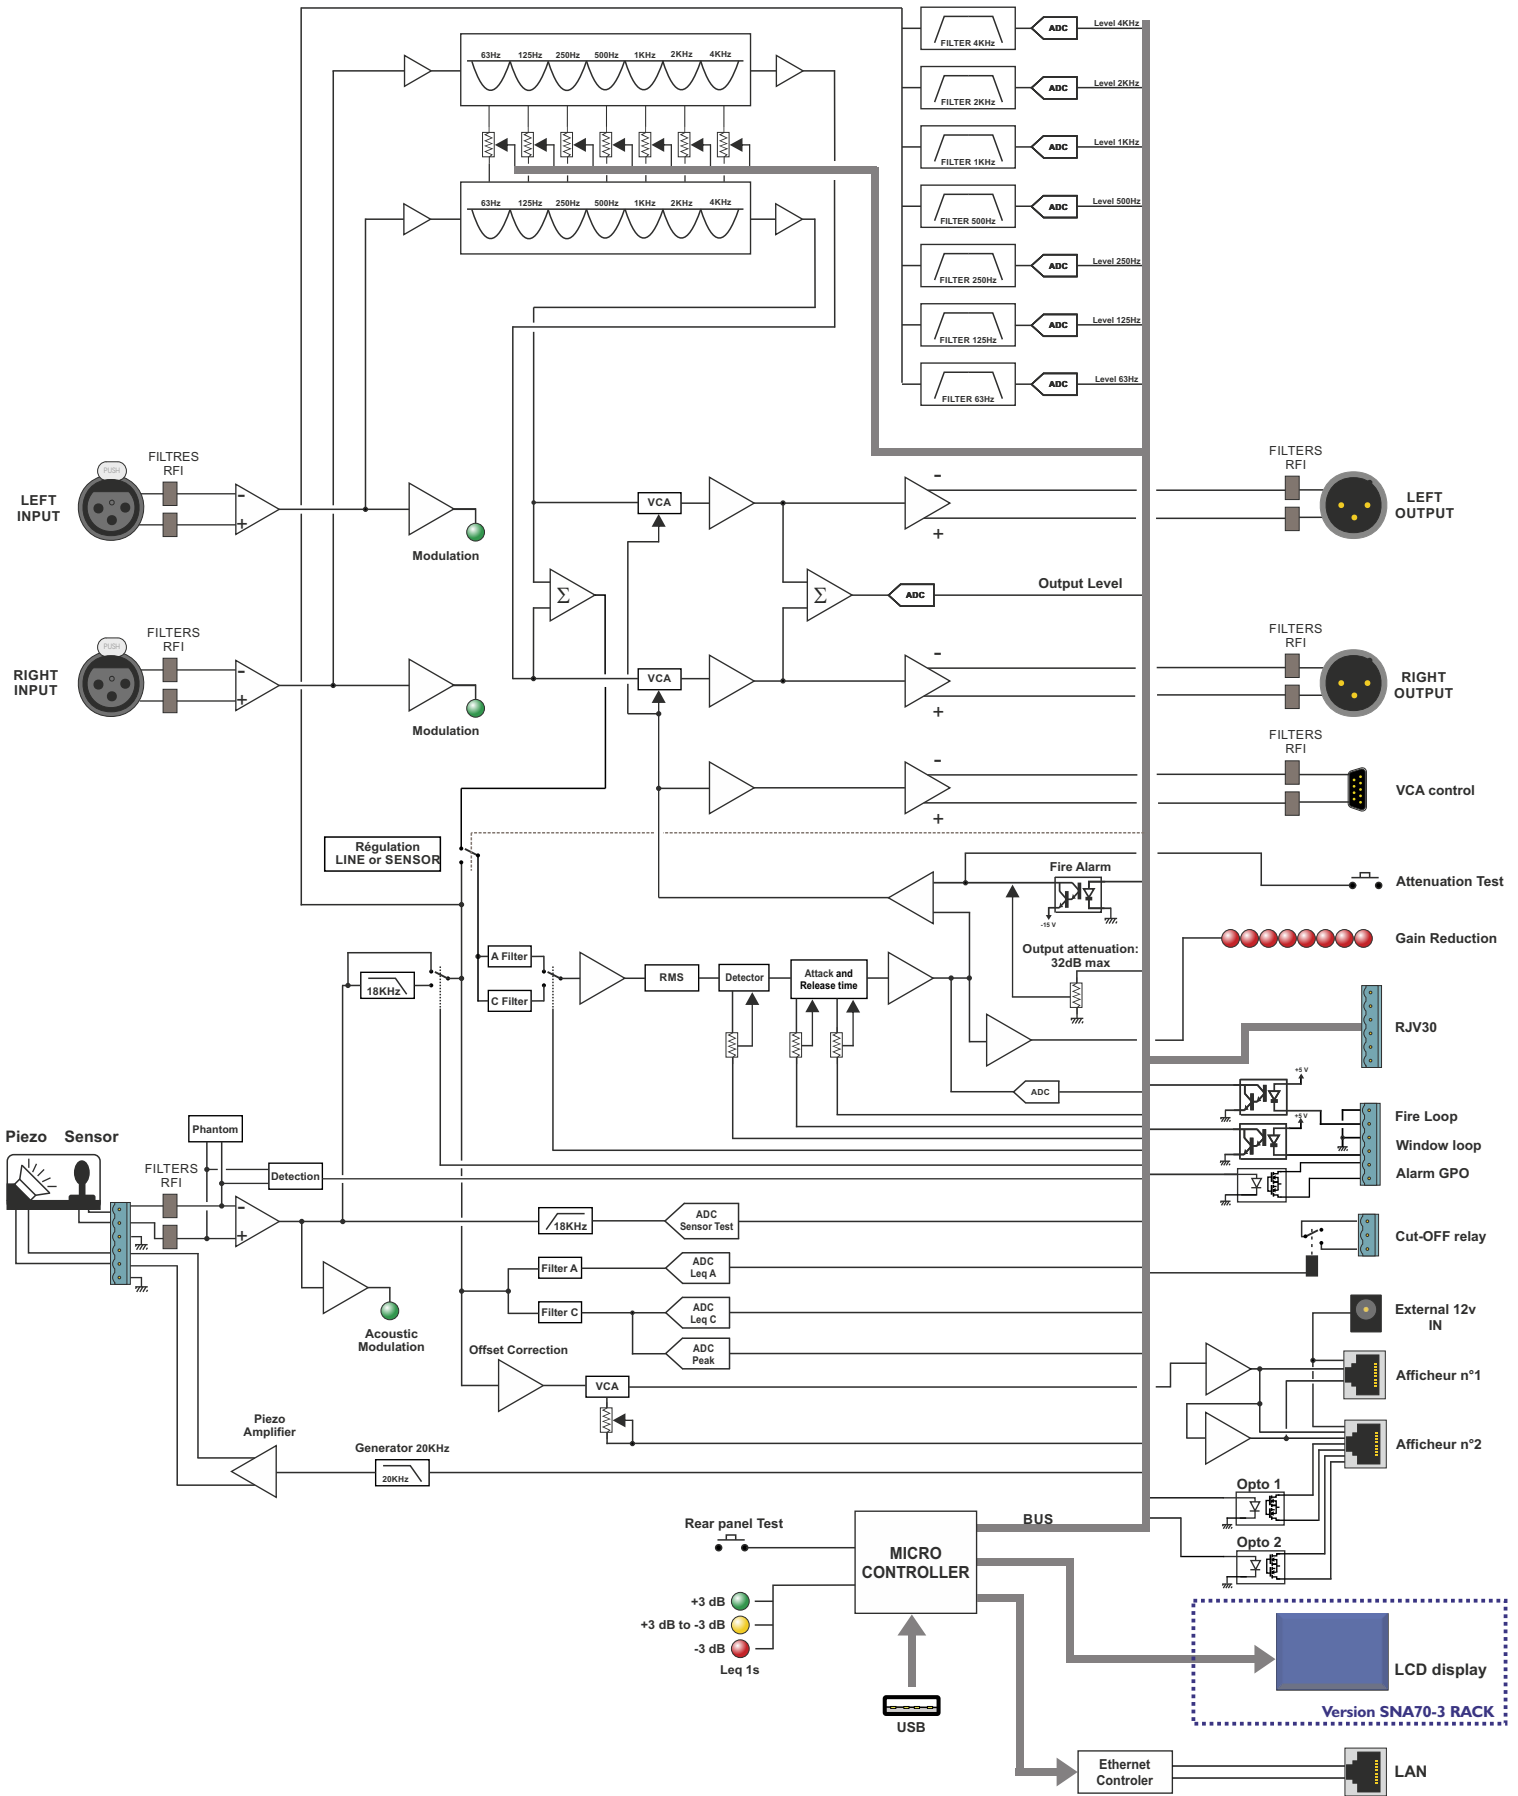 FILTER 4KHz
ADC
Level 4KHz
FILTER 2KHz
ADC
Level 2KHz
FILTER 1KHz
ADC
Level 1KHz
FILTER 500Hz
ADC
Level 500Hz
FILTER 250Hz
ADC
Level 250Hz
FILTER 125Hz
ADC
Level 125Hz
FILTER 63Hz
ADC
Level 63Hz
63Hz 125Hz 250Hz 500Hz 1KHz 2KHz 4KHz
63Hz 125Hz 250Hz 500Hz 1KHz 2KHz 4KHz
LEFT
INPUT
PUSH
FILTRES
RFI
-
+
Modulation
VCA
-
+
FILTERS
RFI
LEFT
OUTPUT
Σ
Σ
ADC
Output Level
RIGHT
INPUT
PUSH
FILTERS
RFI
-
+
Modulation
VCA
-
+
FILTERS
RFI
RIGHT
OUTPUT
-
+
FILTERS
RFI
VCA control
Régulation
LINE or SENSOR
Fire Alarm
-15 V
Attenuation Test
Output attenuation:
32dB max
Gain Reduction
18KHz
A Filter
C Filter
RMS
Detector
Attack and
Release time
ADC
RJV30
+5 V
+5 V
Fire Loop
Window loop
Alarm GPO
Piezo Sensor
Phantom
Detection
FILTERS
RFI
-
+
18KHz
ADC
Sensor Test
Cut-OFF relay
Filter A
ADC
Leq A
Filter C
ADC
Leq C
ADC
Peak
Acoustic
Modulation
Offset Correction
VCA
External 12v
IN
Afficheur n°1
Afficheur n°2
Piezo
Amplifier
Generator 20KHz
20KHz
Opto 1
Opto 2
Rear panel Test
MICRO
CONTROLLER
BUS
+3 dB
+3 dB to -3 dB
-3 dB
Leq 1s
USB
LCD display
Version SNA70-3 RACK
Ethernet
Controler
LAN